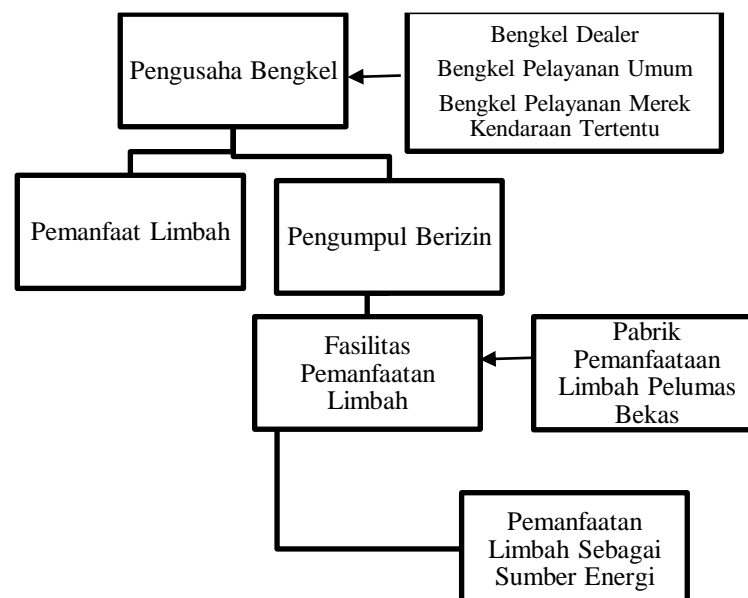 Pengusaha Bengkel
Bengkel Dealer
Bengkel Pelayanan Umum
Bengkel Pelayanan Merek
Kendaraan Tertentu
Pemanfaat Limbah
Pengumpul Berizin
Fasilitas
Pemanfaatan
Limbah
Pabrik
Pemanfaataan
Limbah Pelumas
Bekas
Pemanfaatan
Limbah Sebagai
Sumber Energi